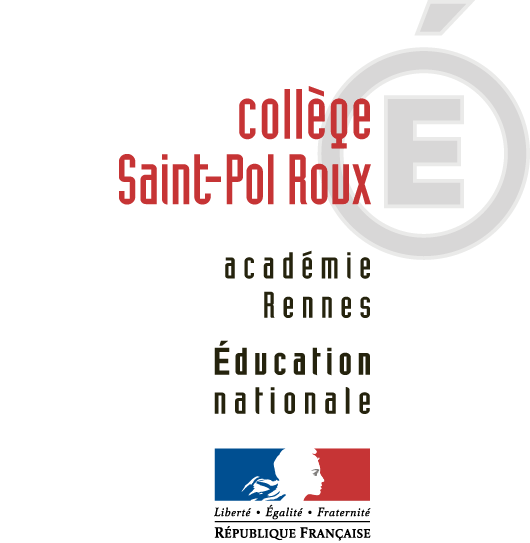 É
collège
Saint-Pol Roux
académie
Rennes
Éducation
nationale
Liberté • Égalité • Fraternité
RÉPUBLIQUE FRANÇAISE